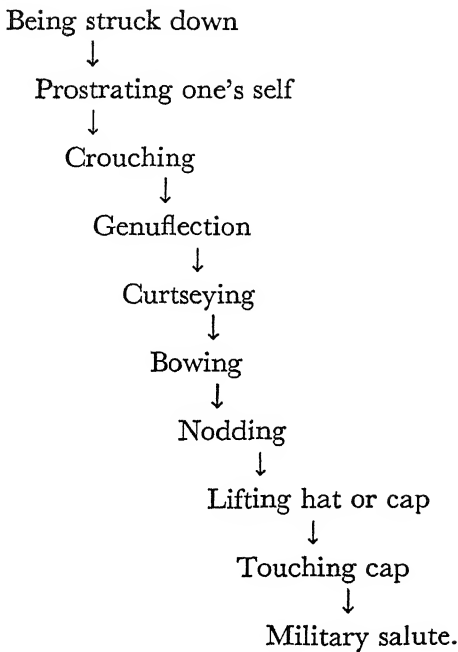 Being struck down
↓
Prostrating one’s self
↓
Crouching
↓
Genuflection
↓
Curtseying
↓
Bowing
↓
Nodding
↓
Lifting hat or cap
↓
Touching cap
↓
Military salute.